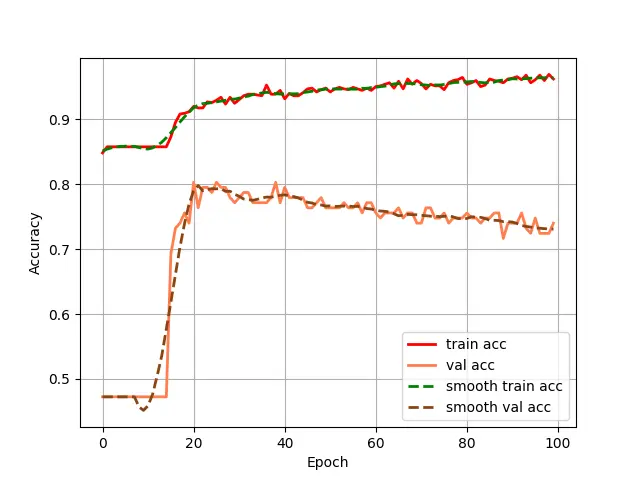 0.9
0.8
0.7
0.6
0.5
Accuracy
train acc
val acc
smooth train acc
smooth val acc
0 20 40 60 80 100
Epoch